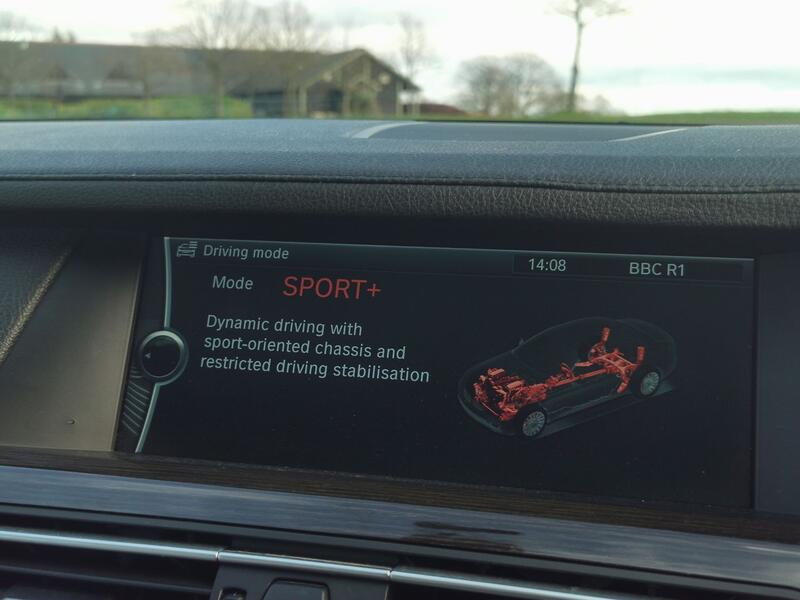 Driving mode
14:08
BBC R1
Mode SPORT+
Dynamic driving with
sport-oriented chassis and
restricted driving stabilisation